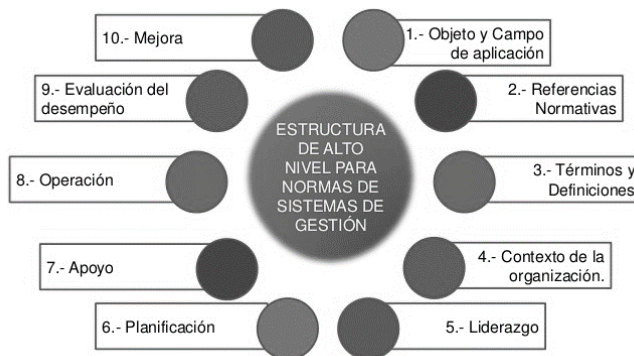 ESTRUCTURA
DE ALTO
NIVEL PARA
NORMAS DE
SISTEMAS DE
GESTIÓN
1.- Objeto y Campo
de aplicación
2.- Referencias
Normativas
3.- Términos y
Definiciones
4.- Contexto de la
organización.
5.- Liderazgo
6.- Planificación
7.- Apoyo
8.- Operación
9.- Evaluación del
desempeño
10.- Mejora